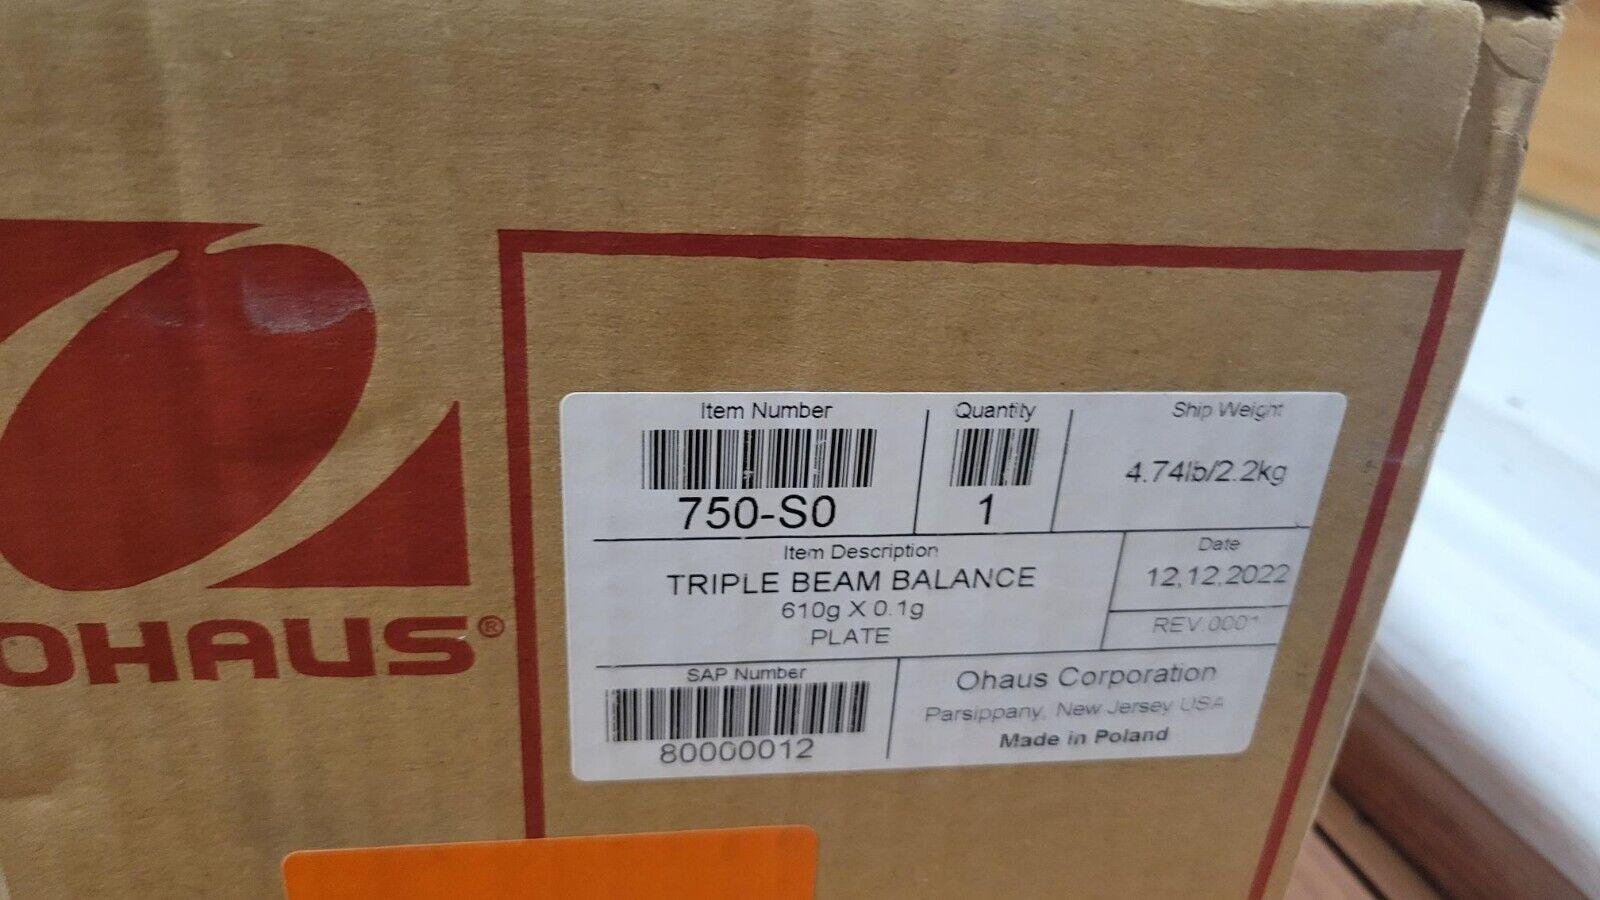 OHAUS®
Item Number
750-S0
Quantity
1
Ship Weight
4.74lb/2.2kg
Item Description
TRIPLE BEAM BALANCE
610g X 0.1g
PLATE
Date
12.12.2022
REV.0001
SAP Number
80000012
Ohaus Corporation
Parsippany, New Jersey USA
Made in Poland